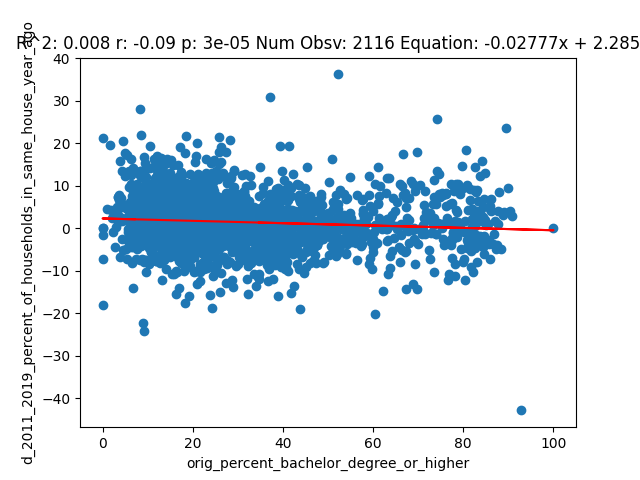 R^2: 0.008 r: -0.09 p: 3e-05 Num Obsv: 2116 Equation: -0.02777x + 2.285
d_2011_2019_percent_of_households_in_same_house_year_ago
40
30
20
10
0
−10
−20
−30
−40
0 20 40 60 80 100
orig_percent_bachelor_degree_or_higher